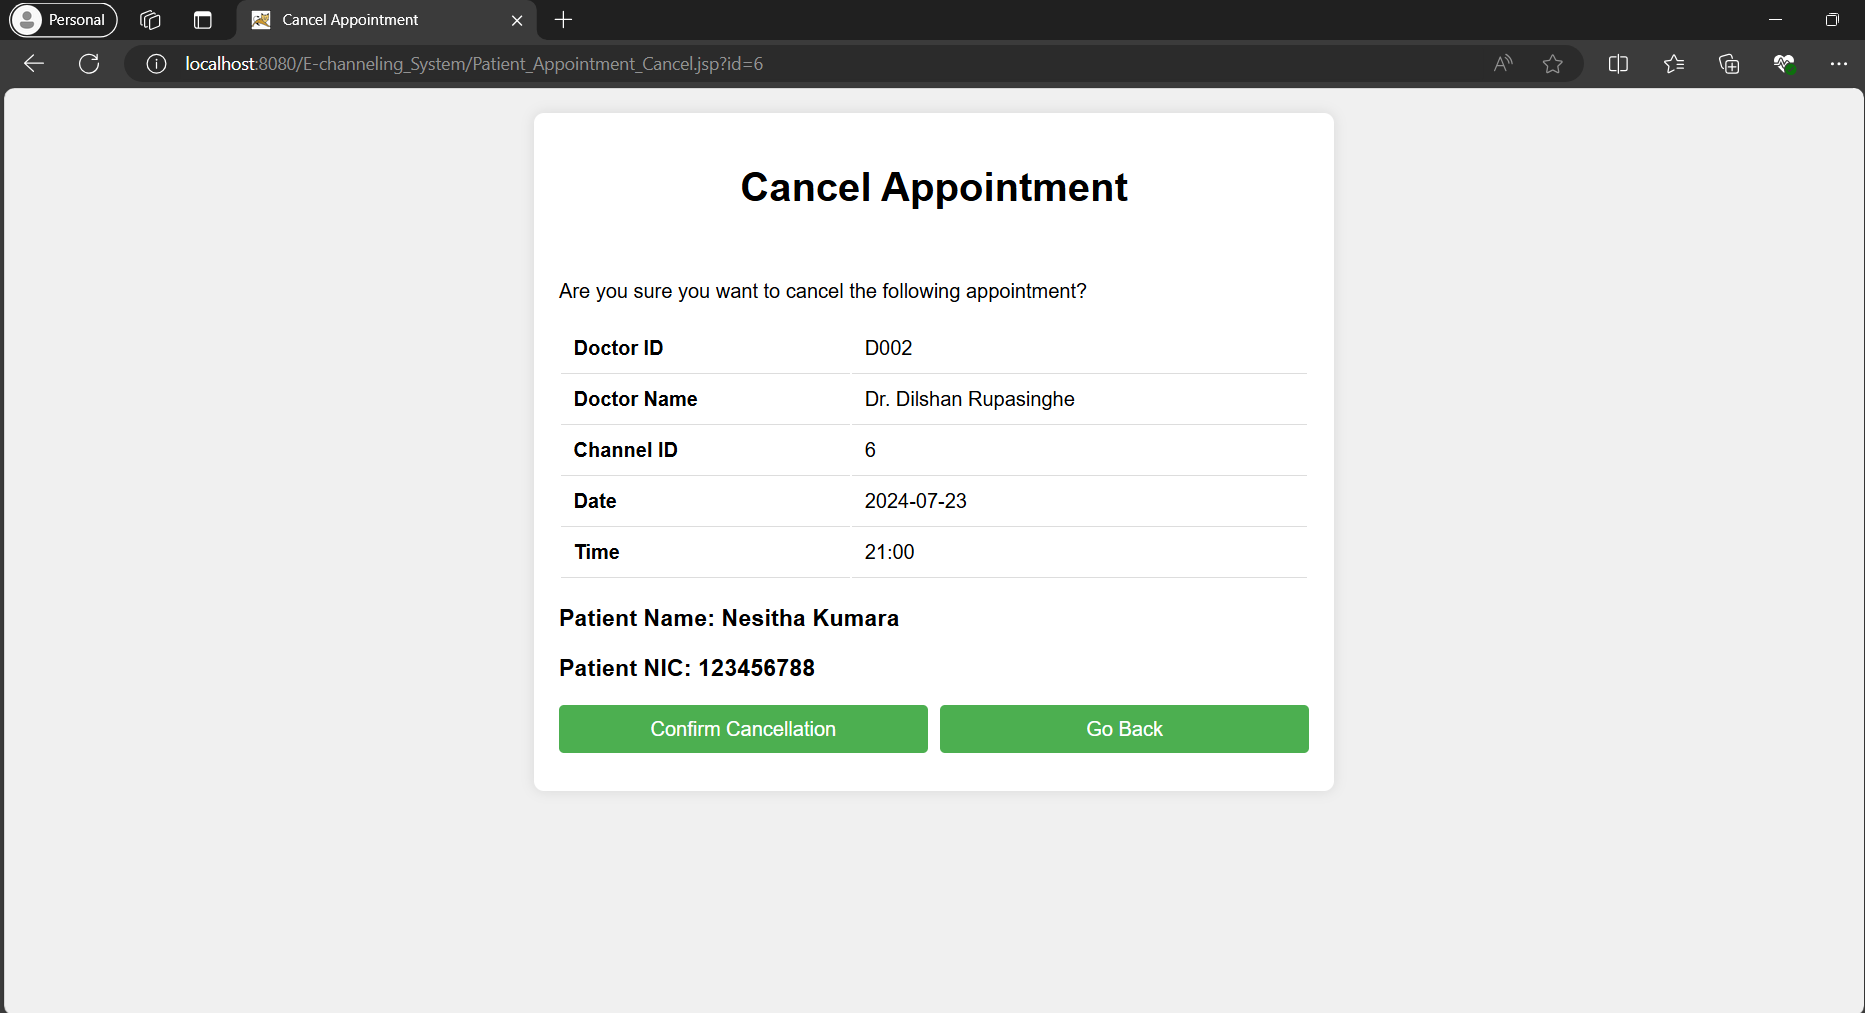 Personal
Cancel Appointment
localhost:8080/E-channeling_System/Patient_Appointment_Cancel.jsp?id=6
Cancel Appointment
Are you sure you want to cancel the following appointment?
Doctor ID D002
Doctor Name Dr. Dilshan Rupasinghe
Channel ID 6
Date 2024-07-23
Time 21:00
Patient Name: Nesitha Kumara
Patient NIC: 123456788
Confirm Cancellation Go Back